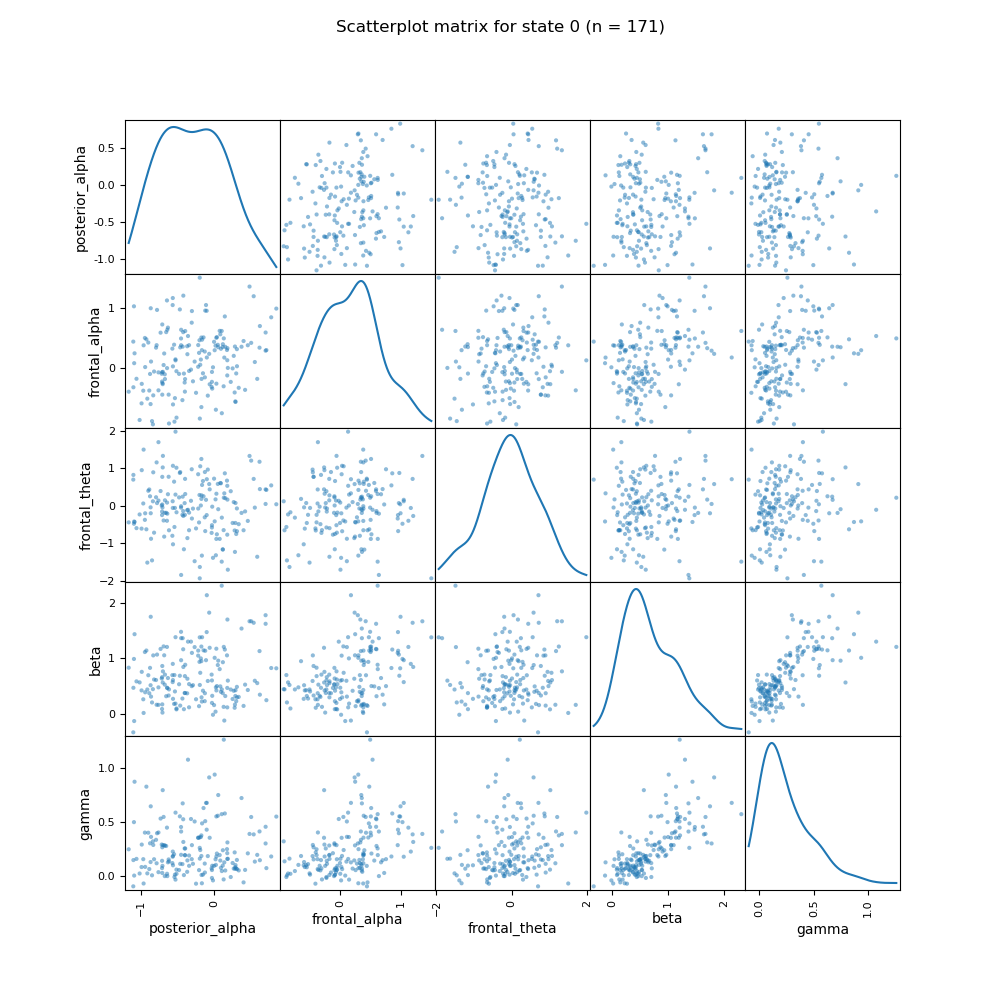 Scatterplot matrix for state 0 (n = 171)
posterior_alpha
0.5
0.0
−0.5
−1.0
frontal_alpha
1
0
frontal_theta
2
1
0
−1
−2
beta
2
1
0
gamma
1.0
0.5
0.0
−1 0
0 1
−2 0 2
0 1 2
0.0 0.5 1.0
posterior_alpha
frontal_alpha
frontal_theta
beta
gamma